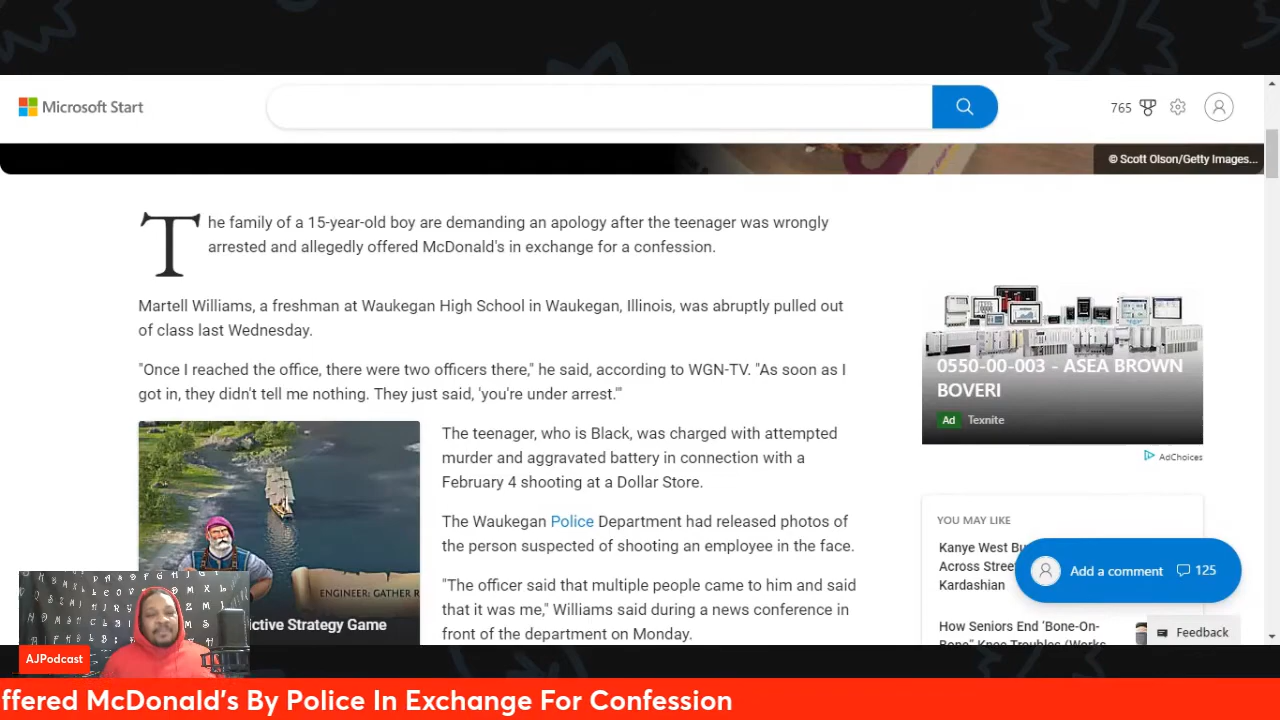 Microsoft Start
765
© Scott Olson/Getty Images...
The family of a 15-year-old boy are demanding an apology after the teenager was wrongly
arrested and allegedly offered McDonald's in exchange for a confession.
Martell Williams, a freshman at Waukegan High School in Waukegan, Illinois, was abruptly pulled out
of class last Wednesday.
"Once I reached the office, there were two officers there," he said, according to WGN-TV. "As soon as I
got in, they didn't tell me nothing. They just said, 'you're under arrest.'"
The teenager, who is Black, was charged with attempted
murder and aggravated battery in connection with a
February 4 shooting at a Dollar Store.
The Waukegan Police Department had released photos of
the person suspected of shooting an employee in the face.
"The officer said that multiple people came to him and said
that it was me," Williams said during a news conference in
front of the department on Monday.
ENGINEER: GATHER R
ictive Strategy Game
0550-00-003 - ASEA BROWN
BOVERI
Ad Texnite
AdChoices
YOU MAY LIKE
Kanye West Bu
Across Stree
Kardashian
Add a comment 125
How Seniors End 'Bone-On-
Bone" Knee Troubles (Works
Feedback
AJPodcast
ffered McDonald's By Police In Exchange For Confession